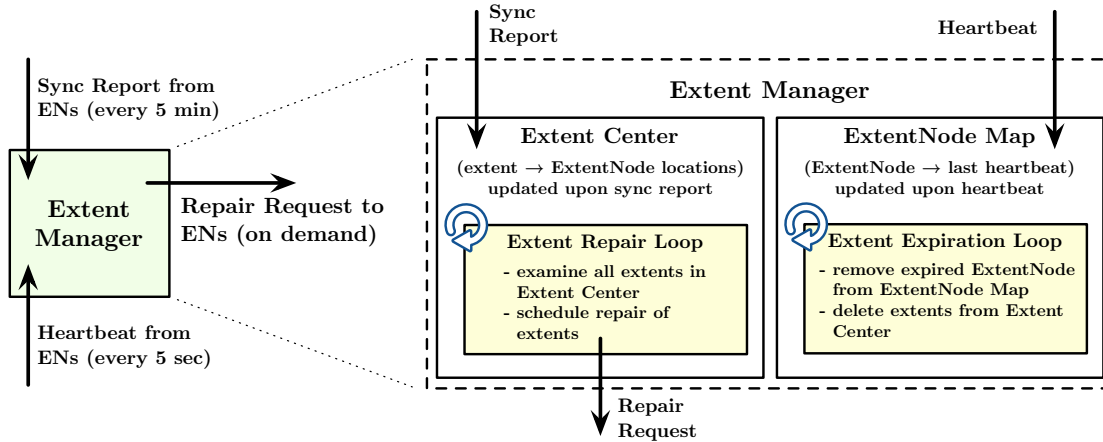 Sync Report from
ENs (every 5 min)
Extent
Manager
Repair Request to
ENs (on demand)
Heartbeat from
ENs (every 5 sec)
Sync
Report
Heartbeat
Extent Manager
Extent Center
(extent → ExtentNode locations)
updated upon sync report
Extent Repair Loop
- examine all extents in
Extent Center
- schedule repair of
extents
Repair
Request
ExtentNode Map
(ExtentNode → last heartbeat)
updated upon heartbeat
Extent Expiration Loop
- remove expired ExtentNode
from ExtentNode Map
- delete extents from Extent
Center